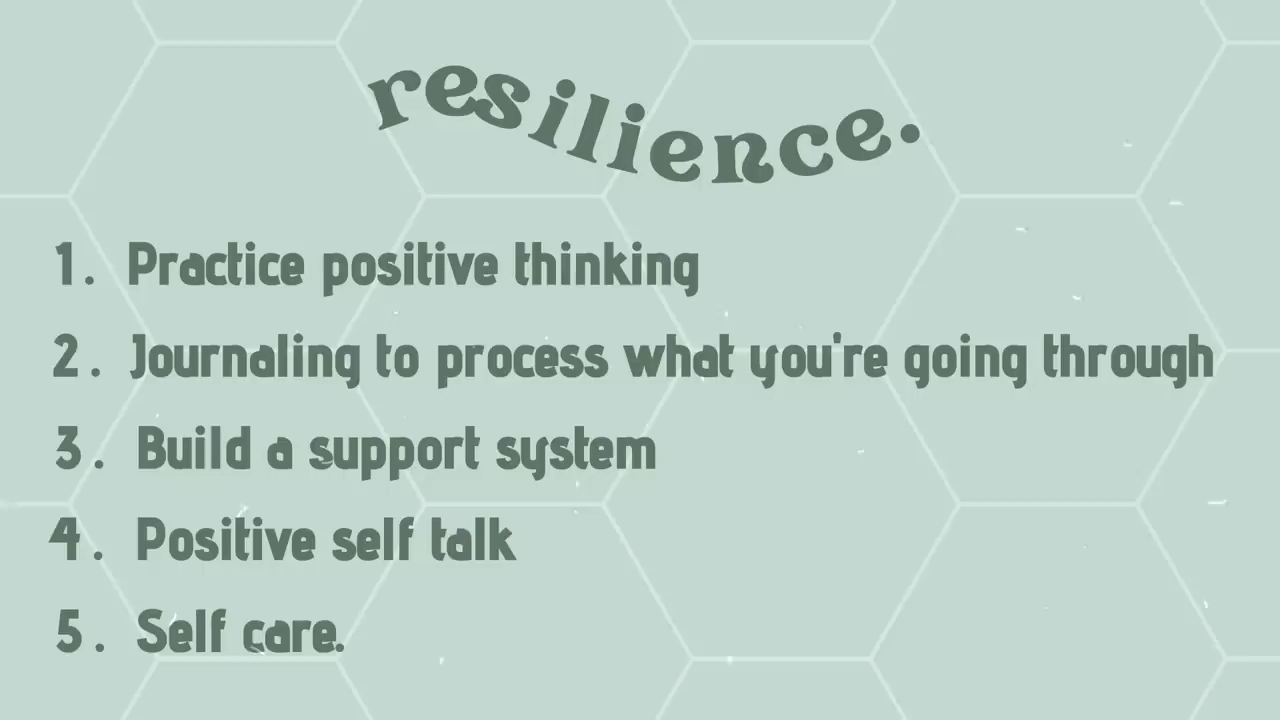 resilience.
1. Practice positive thinking
2. Journaling to process what you're going through
3. Build a support system
4. Positive self talk
5. Self care.